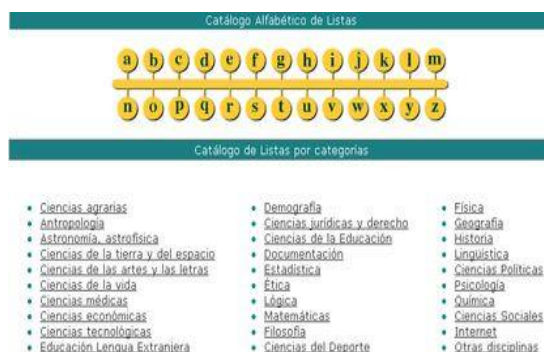 Catálogo Alfabético de Listas
a b c d e f g h i j k l m
n o p q r s t u v w x y z
Catálogo de Listas por categorías
Ciencias agrarias
Antropología
Astronomía, astrofísica
Ciencias de la tierra y del espacio
Ciencias de las artes y las letras
Ciencias de la vida
Ciencias médicas
Ciencias económicas
Ciencias tecnológicas
Educación Lengua Extranjera
Demografía
Ciencias jurídicas y derecho
Ciencias de la Educación
Documentación
Estadística
Ética
Lógica
Matemáticas
Filosofía
Ciencias del Deporte
Física
Geografía
Historia
Lingüística
Ciencias Políticas
Psicología
Química
Ciencias Sociales
Internet
Otras disciplinas